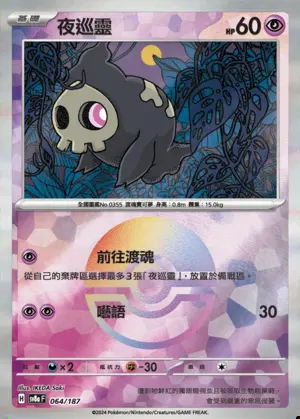 基礎 夜巡靈 HP60
全國圖鑑No.0355 渡魂寶可夢 身高:0.8m 體重:15.0kg
前往渡魂
從自己的棄牌區選擇最多3張「夜巡靈」,放置於備戰區。
囈語 30
×2 -30
Illus. IKEDA Saki
H sv8a F 064/187
©2024 Pokémon/Nintendo/Creatures/GAME FREAK.